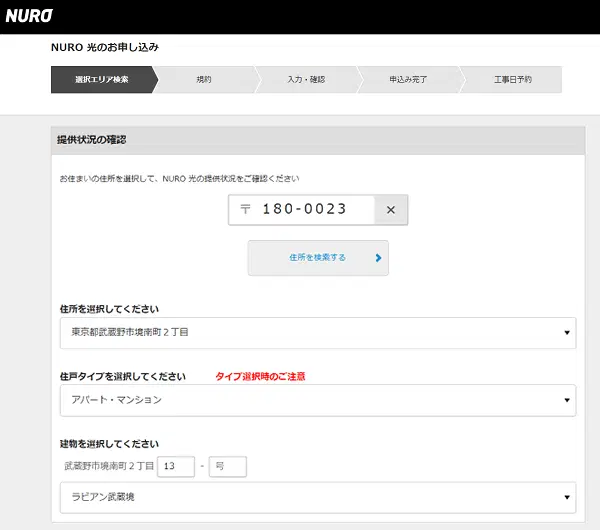 NURO
NURO 光のお申し込み
選択エリア検索 規約 入力・確認 申込み完了 工事日予約
提供状況の確認
お住まいの住所を選択して、NURO 光の提供状況をご確認ください
〒 180-0023 ×
住所を検索する
住所を選択してください
東京都武蔵野市境南町２丁目
住戸タイプを選択してください タイプ選択時のご注意
アパート・マンション
建物を選択してください
武蔵野市境南町２丁目 13 - 号
ラビアン武蔵境